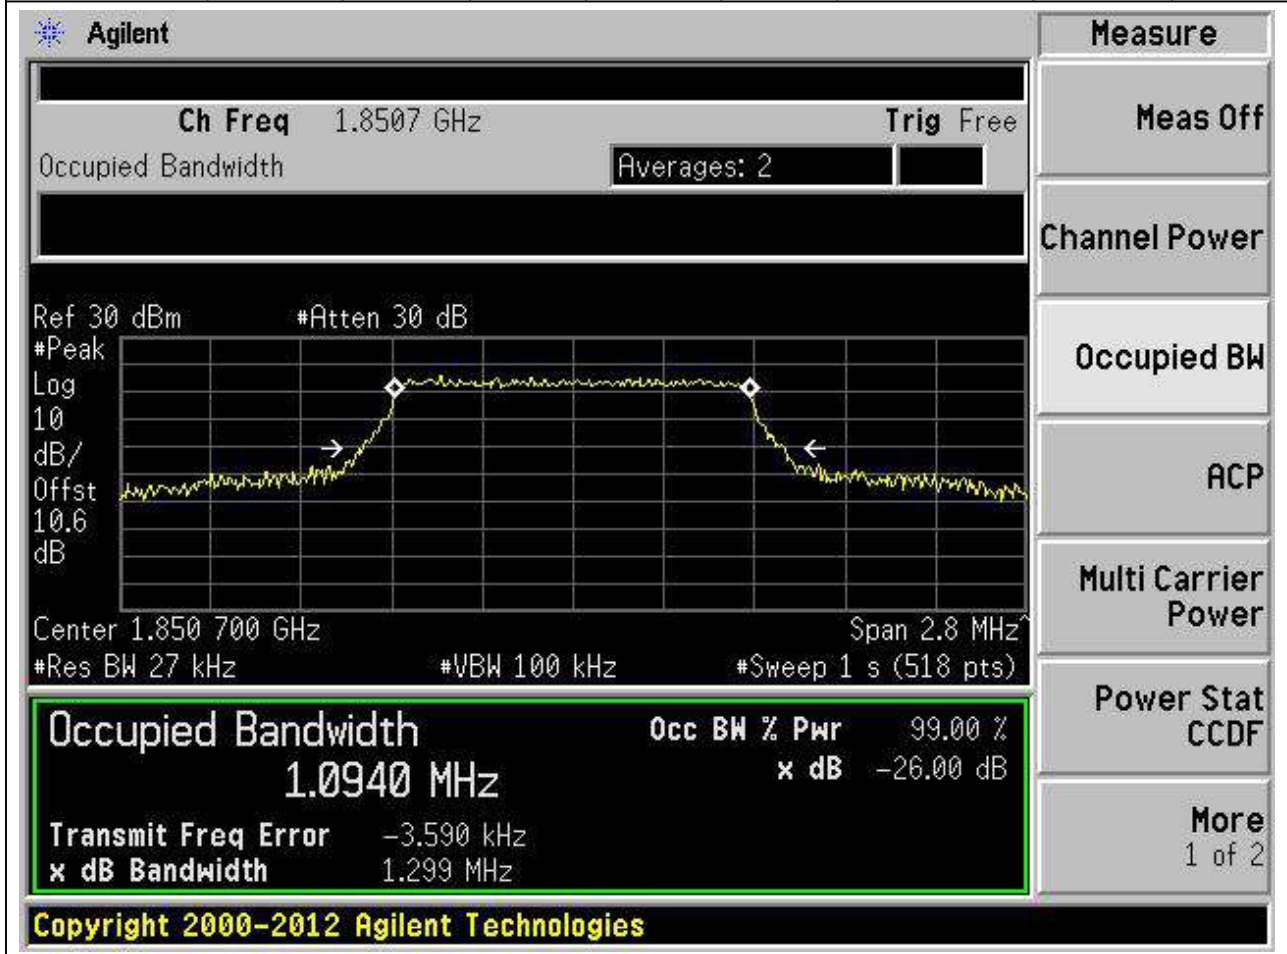 Agilent
Measure
Ch Freq 1.8507 GHz Trig Free
Occupied Bandwidth Averages: 2
Ref 30 dBm #Atten 30 dB
#Peak
Log
10
dB/
Offst
10.6
dB
Center 1.850 700 GHz Span 2.8 MHz^
#Res BW 27 kHz #VBW 100 kHz #Sweep 1 s (518 pts)
Occupied Bandwidth Occ BW % Pwr 99.00 %
1.0940 MHz x dB -26.00 dB
Transmit Freq Error -3.590 kHz
x dB Bandwidth 1.299 MHz
Meas Off
Channel Power
Occupied BW
ACP
Multi Carrier
Power
Power Stat
CCDF
More
1 of 2
Copyright 2000-2012 Agilent Technologies